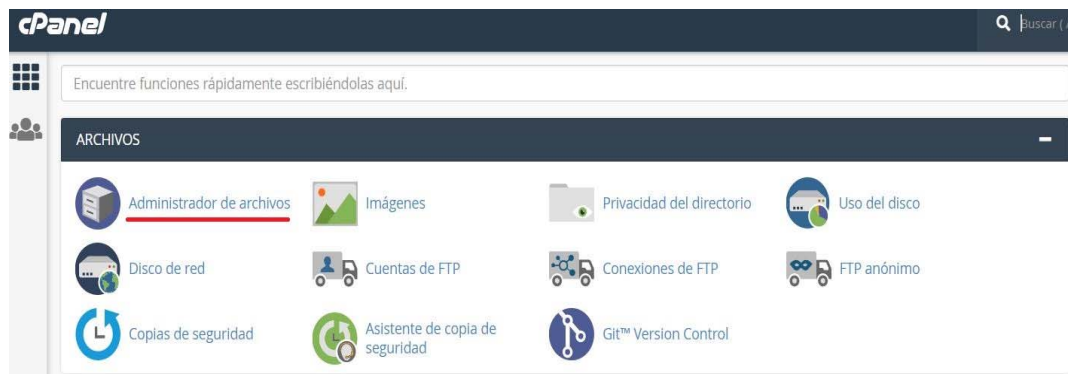 cPanel
Buscar (
Encuentre funciones rápidamente escribiéndolas aquí.
ARCHIVOS
Administrador de archivos
Imágenes
Privacidad del directorio
Uso del disco
Disco de red
Cuentas de FTP
Conexiones de FTP
FTP anónimo
Copias de seguridad
Asistente de copia de
seguridad
Git™ Version Control